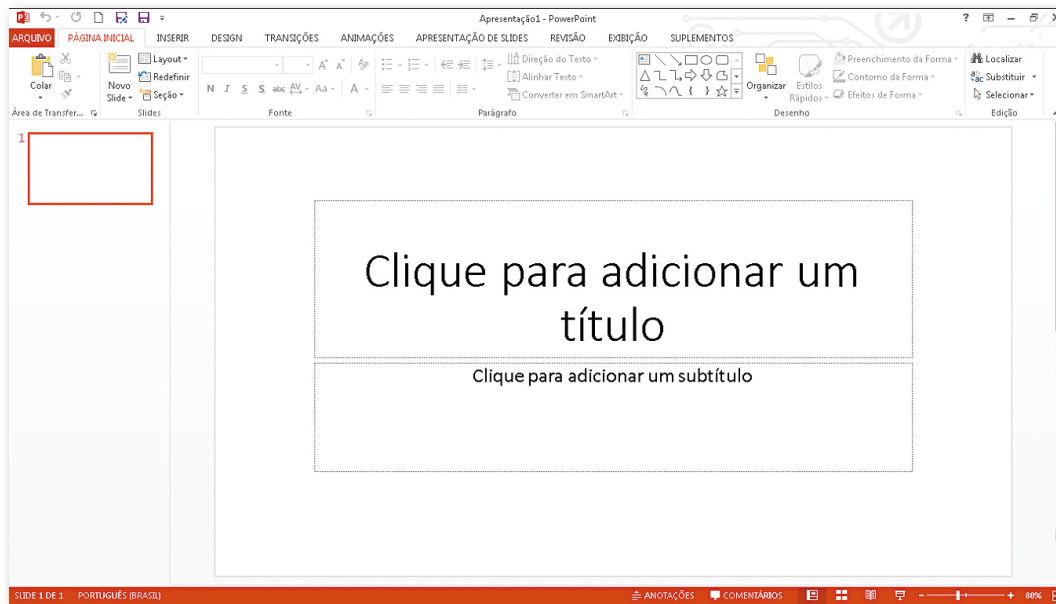 Apresentação1 - PowerPoint
ARQUIVO PÁGINA INICIAL INSERIR DESIGN TRANSIÇÕES ANIMAÇÕES APRESENTAÇÃO DE SLIDES REVISÃO EXIBIÇÃO SUPLEMENTOS
Colar
Novo
Slide
Layout
Redefinir
Seção
N I S S abc AV Aa A
Direção do Texto
Alinhar Texto
Converter em SmartArt
Organizar
Estilos
Rápidos
Preenchimento da Forma
Contorno da Forma
Efeitos de Forma
Localizar
Substituir
Selecionar
Área de Transfer... Slides Fonte Parágrafo Desenho Edição
1
Clique para adicionar um
título
Clique para adicionar um subtítulo
SLIDE 1 DE 1 PORTUGUÊS (BRASIL) ANOTAÇÕES COMENTÁRIOS 80%